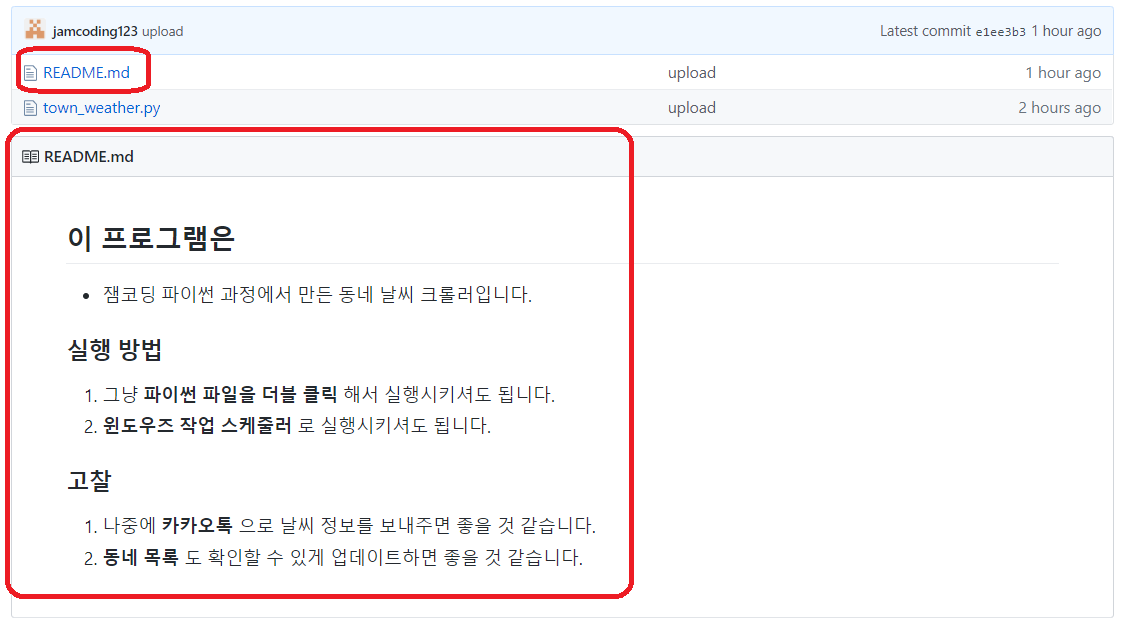 jamcoding123 upload Latest commit e1ee3b3 1 hour ago
README.md upload 1 hour ago
town_weather.py upload 2 hours ago
README.md
이 프로그램은
• 잼코딩 파이썬 과정에서 만든 동네 날씨 크롤러입니다.
실행 방법
1. 그냥 파이썬 파일을 더블 클릭 해서 실행시키셔도 됩니다.
2. 윈도우즈 작업 스케줄러 로 실행시키셔도 됩니다.
고찰
1. 나중에 카카오톡 으로 날씨 정보를 보내주면 좋을 것 같습니다.
2. 동네 목록 도 확인할 수 있게 업데이트하면 좋을 것 같습니다.